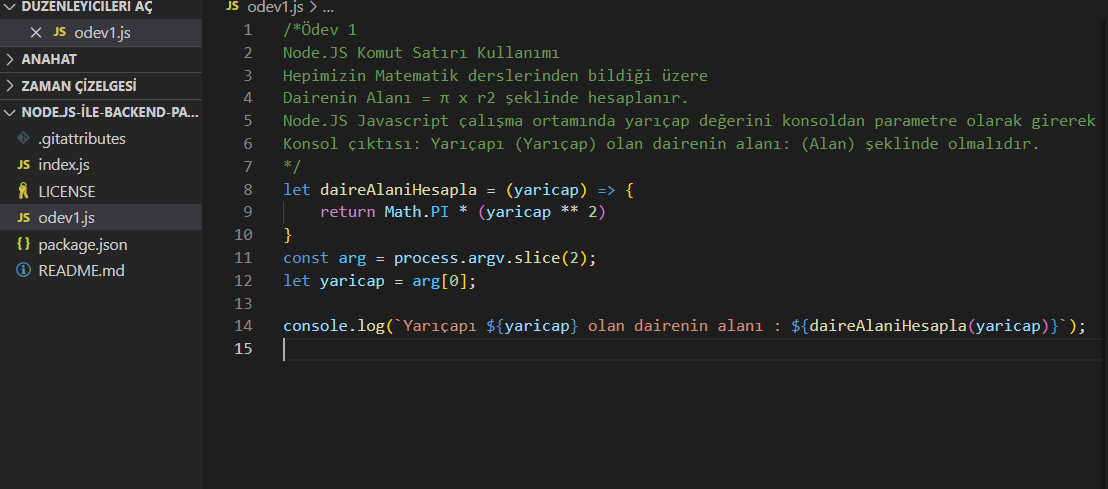 DÜZENLEYİCİLERİ AÇ
JS odev1.js
ANAHAT
ZAMAN ÇİZELGESİ
NODE.JS-İLE-BACKEND-PA...
.gitattributes
JS index.js
LICENSE
JS odev1.js
{} package.json
README.md
JS odev1.js > ...
1 /*Ödev 1
2 Node.JS Komut Satırı Kullanımı
3 Hepimizin Matematik derslerinden bildiği üzere
4 Dairenin Alanı = π x r2 şeklinde hesaplanır.
5 Node.JS Javascript çalışma ortamında yarıçap değerini konsoldan parametre olarak girerek
6 Konsol çıktısı: Yarıçapı (Yarıçap) olan dairenin alanı: (Alan) şeklinde olmalıdır.
7 */
8 let daireAlaniHesapla = (yaricap) => {
9 return Math.PI * (yaricap ** 2)
10 }
11 const arg = process.argv.slice(2);
12 let yaricap = arg[0];
13
14 console.log(`Yarıçapı ${yaricap} olan dairenin alanı : ${daireAlaniHesapla(yaricap)}`);
15